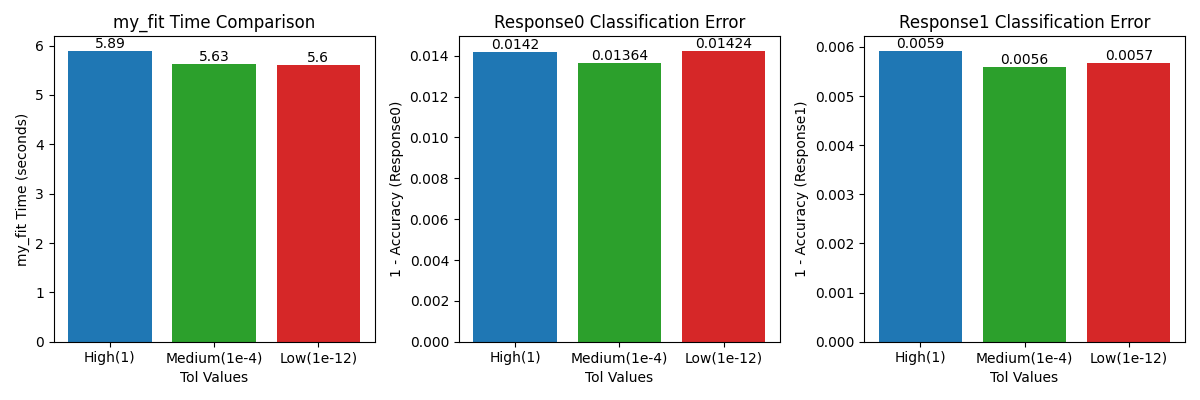 my_fit Time Comparison
my_fit Time (seconds)
6
5
4
3
2
1
0
5.89
5.63
5.6
High(1)
Medium(1e-4)
Low(1e-12)
Tol Values
Response0 Classification Error
1 - Accuracy (Response0)
0.014
0.012
0.010
0.008
0.006
0.004
0.002
0.000
0.0142
0.01364
0.01424
High(1)
Medium(1e-4)
Low(1e-12)
Tol Values
Response1 Classification Error
1 - Accuracy (Response1)
0.006
0.005
0.004
0.003
0.002
0.001
0.000
0.0059
0.0056
0.0057
High(1)
Medium(1e-4)
Low(1e-12)
Tol Values